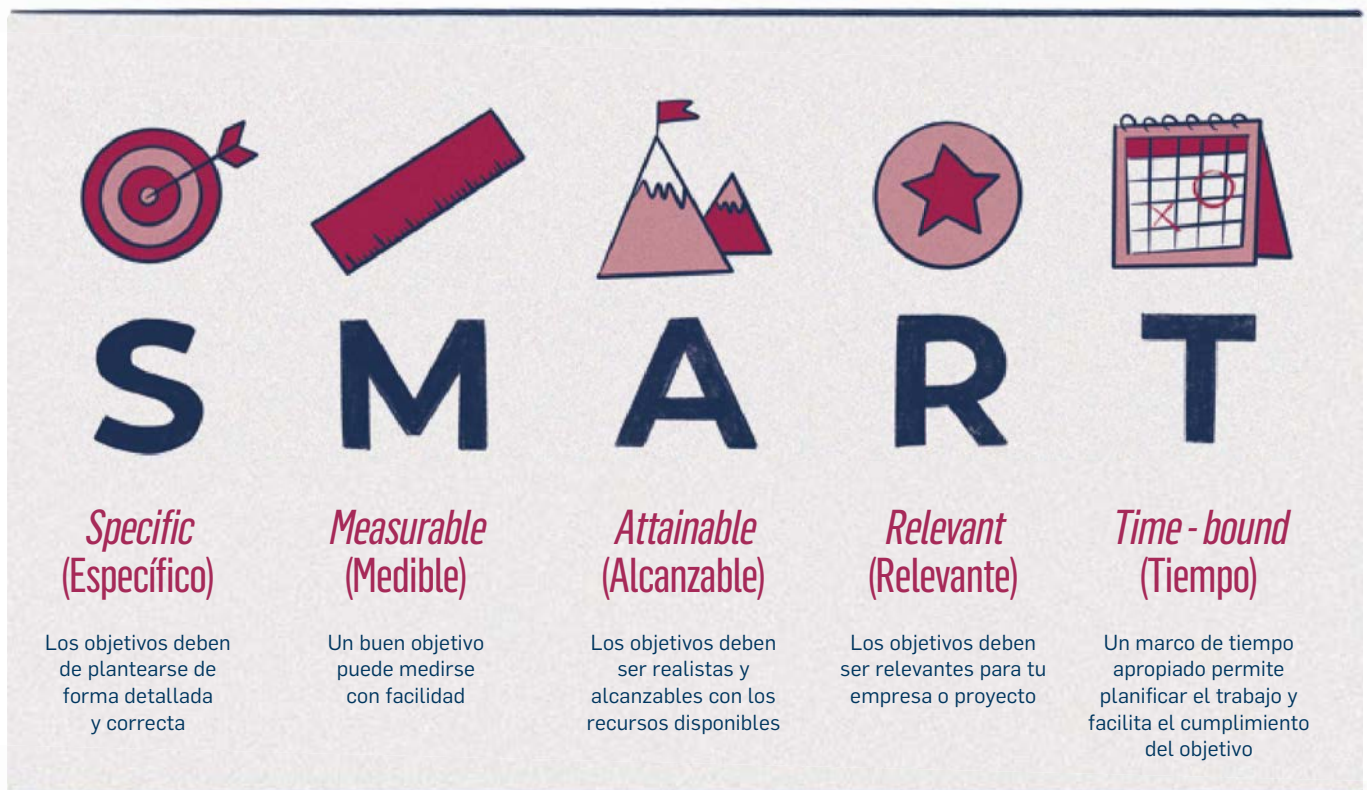 S
M
A
R
T
Specific
(Específico)
Los objetivos deben
de plantearse de
forma detallada
y correcta
Measurable
(Medible)
Un buen objetivo
puede medirse
con facilidad
Attainable
(Alcanzable)
Los objetivos deben
ser realistas y
alcanzables con los
recursos disponibles
Relevant
(Relevante)
Los objetivos deben
ser relevantes para tu
empresa o proyecto
Time - bound
(Tiempo)
Un marco de tiempo
apropiado permite
planificar el trabajo y
facilita el cumplimiento
del objetivo